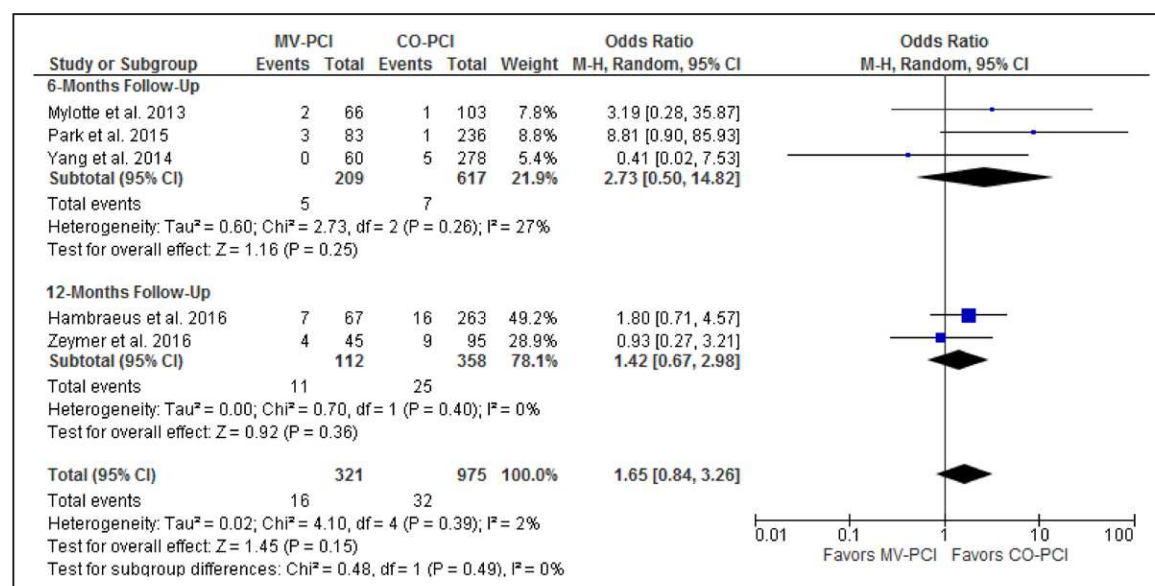 MV-PCI CO-PCI Odds Ratio Odds Ratio
Study or Subgroup Events Total Events Total Weight M-H, Random, 95% CI M-H, Random, 95% CI
6-Months Follow-Up
Mylotte et al. 2013 2 66 1 103 7.8% 3.19 [0.28, 35.87]
Park et al. 2015 3 83 1 236 8.8% 8.81 [0.90, 85.93]
Yang et al. 2014 0 60 5 278 5.4% 0.41 [0.02, 7.53]
Subtotal (95% CI) 209 617 21.9% 2.73 [0.50, 14.82]
Total events 5 7
Heterogeneity: Tau² = 0.60; Chi² = 2.73, df = 2 (P = 0.26); I² = 27%
Test for overall effect: Z = 1.16 (P = 0.25)
12-Months Follow-Up
Hambraeus et al. 2016 7 67 16 263 49.2% 1.80 [0.71, 4.57]
Zeymer et al. 2016 4 45 9 95 28.9% 0.93 [0.27, 3.21]
Subtotal (95% CI) 112 358 78.1% 1.42 [0.67, 2.98]
Total events 11 25
Heterogeneity: Tau² = 0.00; Chi² = 0.70, df = 1 (P = 0.40); I² = 0%
Test for overall effect: Z = 0.92 (P = 0.36)
Total (95% CI) 321 975 100.0% 1.65 [0.84, 3.26]
Total events 16 32
Heterogeneity: Tau² = 0.02; Chi² = 4.10, df = 4 (P = 0.39); I² = 2%
Test for overall effect: Z = 1.45 (P = 0.15)
Test for subgroup differences: Chi² = 0.48, df = 1 (P = 0.49), I² = 0%
0.01 0.1 1 10 100
Favors MV-PCI Favors CO-PCI